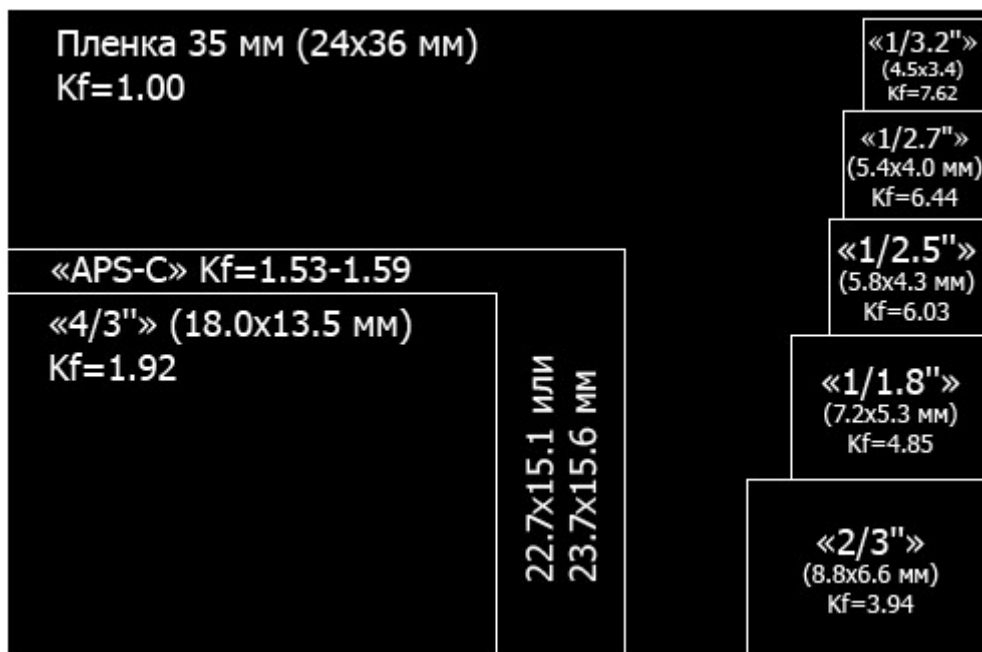 Пленка 35 мм (24x36 мм)
Kf=1.00
«APS-C» Kf=1.53-1.59
«4/3"» (18.0x13.5 мм)
Kf=1.92
22.7x15.1 или
23.7x15.6 мм
«1/3.2"»
(4.5x3.4)
Kf=7.62
«1/2.7"»
(5.4x4.0 мм)
Kf=6.44
«1/2.5"»
(5.8x4.3 мм)
Kf=6.03
«1/1.8"»
(7.2x5.3 мм)
Kf=4.85
«2/3"»
(8.8x6.6 мм)
Kf=3.94